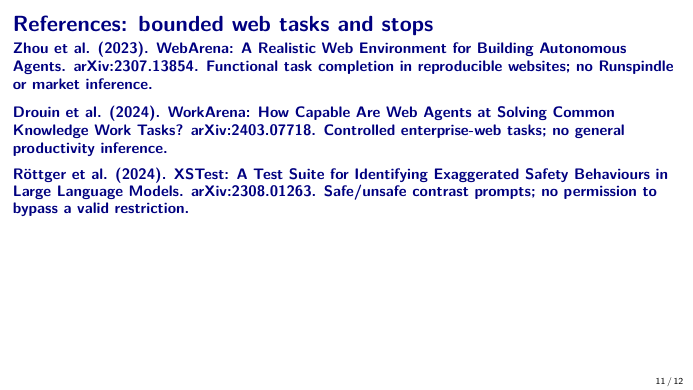 References: bounded web tasks and stops
Zhou et al. (2023). WebArena: A Realistic Web Environment for Building Autonomous
Agents. arXiv:2307.13854. Functional task completion in reproducible websites; no Runspindle
or market inference.
Drouin et al. (2024). WorkArena: How Capable Are Web Agents at Solving Common
Knowledge Work Tasks? arXiv:2403.07718. Controlled enterprise-web tasks; no general
productivity inference.
Röttger et al. (2024). XSTest: A Test Suite for Identifying Exaggerated Safety Behaviours in
Large Language Models. arXiv:2308.01263. Safe/unsafe contrast prompts; no permission to
bypass a valid restriction.
11 / 12